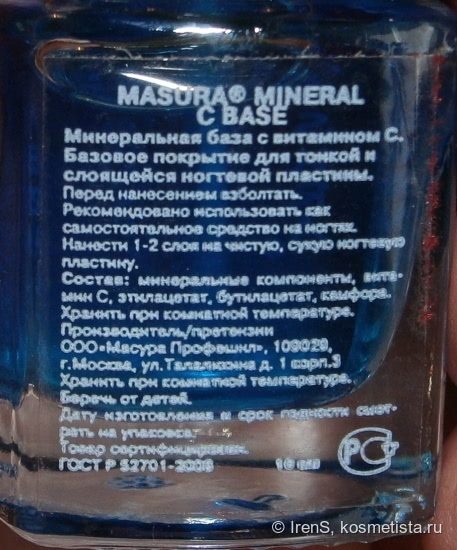 MASURA® MINERAL
C BASE
Минеральная база с витамином С.
Базовое покрытие для тонкой и
слоящейся ногтевой пластины.
Перед нанесением взболтать.
Рекомендовано использовать как
самостоятельное средство на ногтях.
Нанести 1-2 слоя на чистую, сухую ногтевую
пластину.
Состав: минеральные компоненты, вита-
мин С, этилацетат, бутилацетат, камфора.
Хранить при комнатной температуре.
Производитель/претензии
ООО«Масура Профешнл», 109029,
г.Москва, ул.Талалихина д. 1 корп.3
Хранить при комнатной температуре.
Беречь от детей.
Дату изготовления и срок годности смот-
рать на упаковке.
Товар сертифицирован.
ГОСТ Р 52701-2006 10 мл
© IrenS, kosmetista.ru